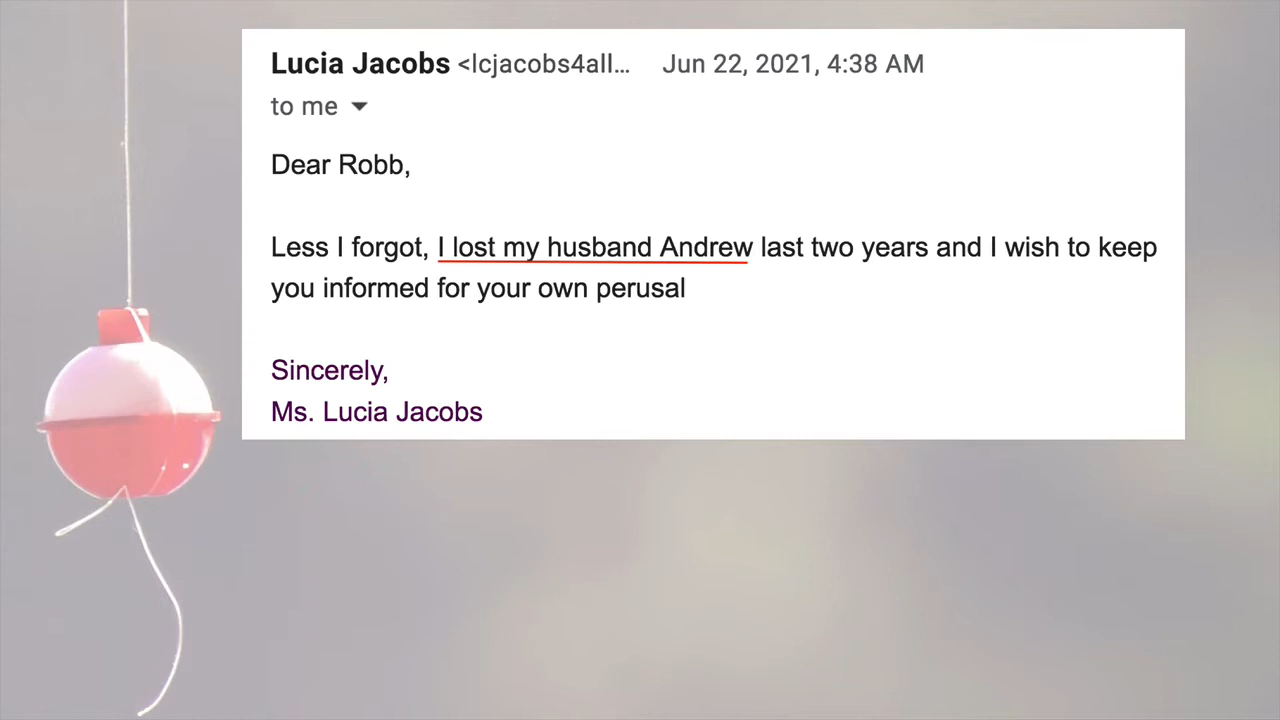 Lucia Jacobs <lcjacobs4all... Jun 22, 2021, 4:38 AM
to me
Dear Robb,
Less I forgot, I lost my husband Andrew last two years and I wish to keep
you informed for your own perusal
Sincerely,
Ms. Lucia Jacobs